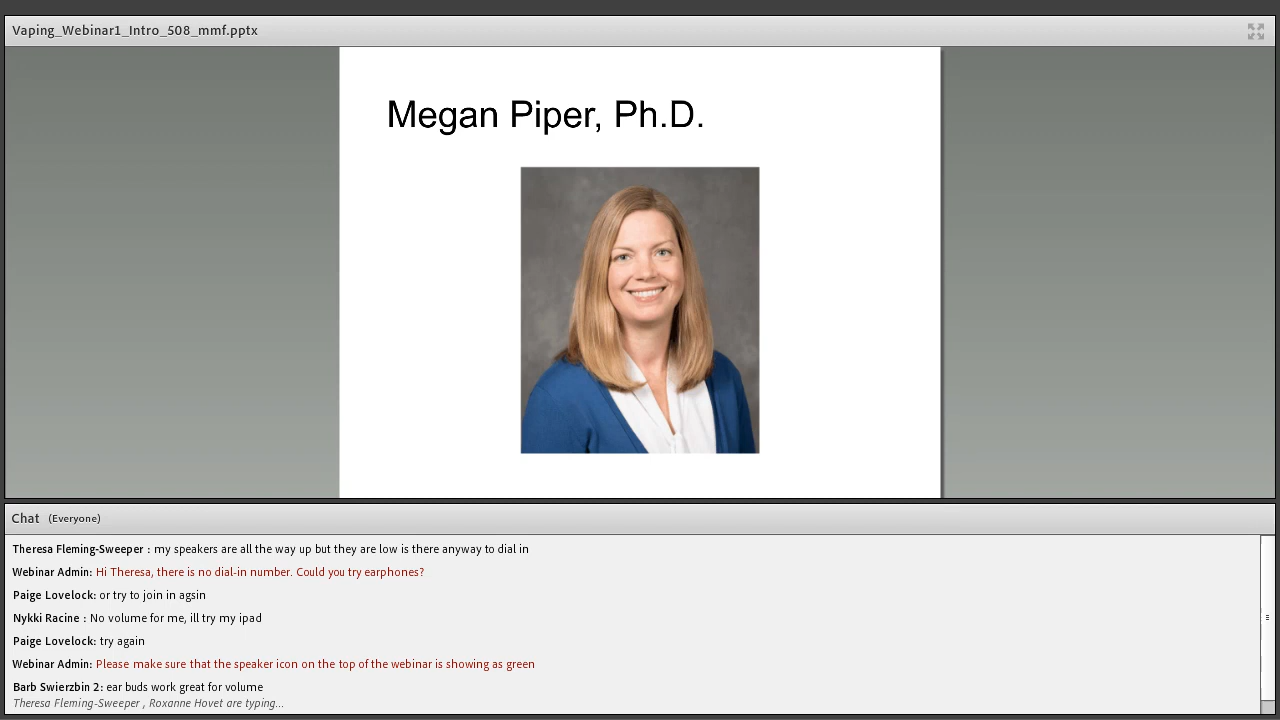 Vaping_Webinar1_Intro_508_mmf.pptx
Megan Piper, Ph.D.
Chat (Everyone)
Theresa Fleming-Sweeper : my speakers are all the way up but they are low is there anyway to dial in
Webinar Admin: Hi Theresa, there is no dial-in number. Could you try earphones?
Paige Lovelock: or try to join in agsin
Nykki Racine : No volume for me, ill try my ipad
Paige Lovelock: try again
Webinar Admin: Please make sure that the speaker icon on the top of the webinar is showing as green
Barb Swierzbin 2: ear buds work great for volume
Theresa Fleming-Sweeper , Roxanne Hovet are typing...